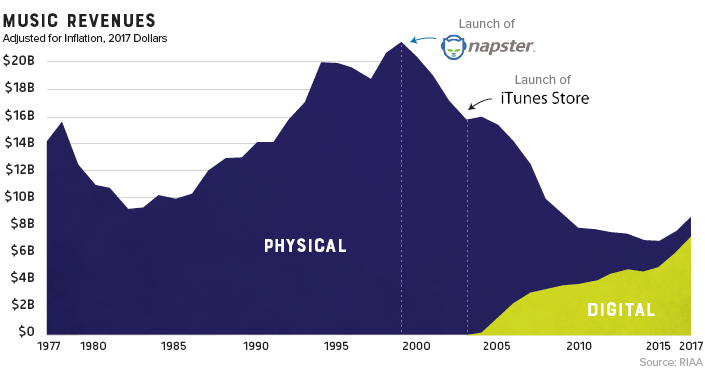 MUSIC REVENUES
Adjusted for Inflation, 2017 Dollars
Launch of
napster.
Launch of
iTunes Store
$20B
$18B
$16B
$14B
$12B
$10B
$8B
$6B
$4B
$2B
$0
PHYSICAL
DIGITAL
1977 1980 1985 1990 1995 2000 2005 2010 2015 2017
Source: RIAA